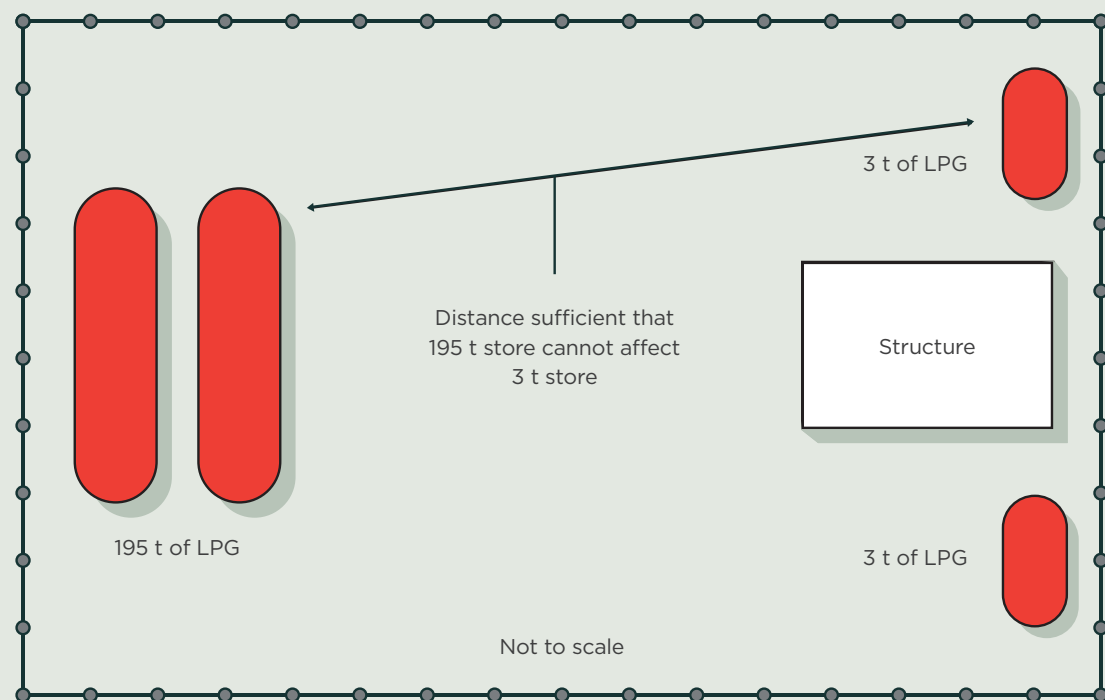 3 t of LPG
Distance sufficient that
195 t store cannot affect
3 t store
Structure
195 t of LPG
3 t of LPG
Not to scale